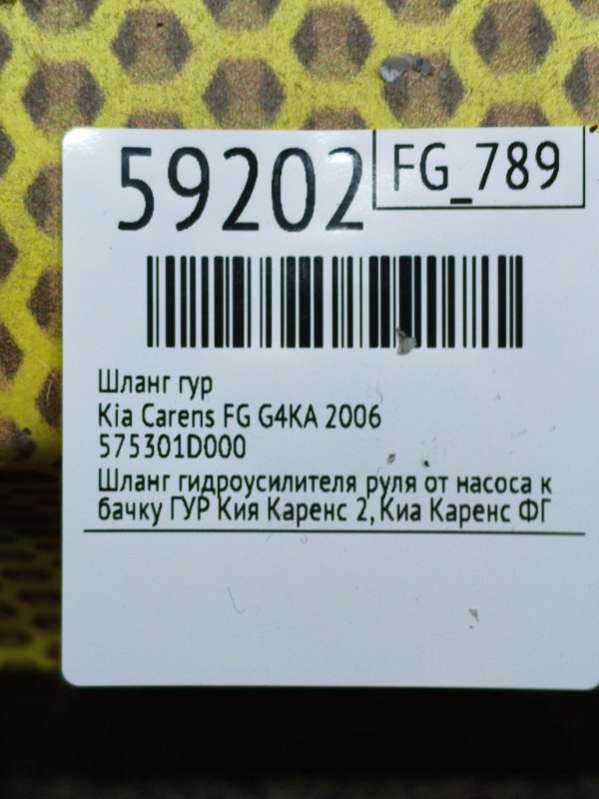 59202
FG_789
Шланг гур
Kia Carens FG G4KA 2006
575301D000
Шланг гидроусилителя руля от насоса к
бачку ГУР Кия Каренс 2, Киа Каренс ФГ